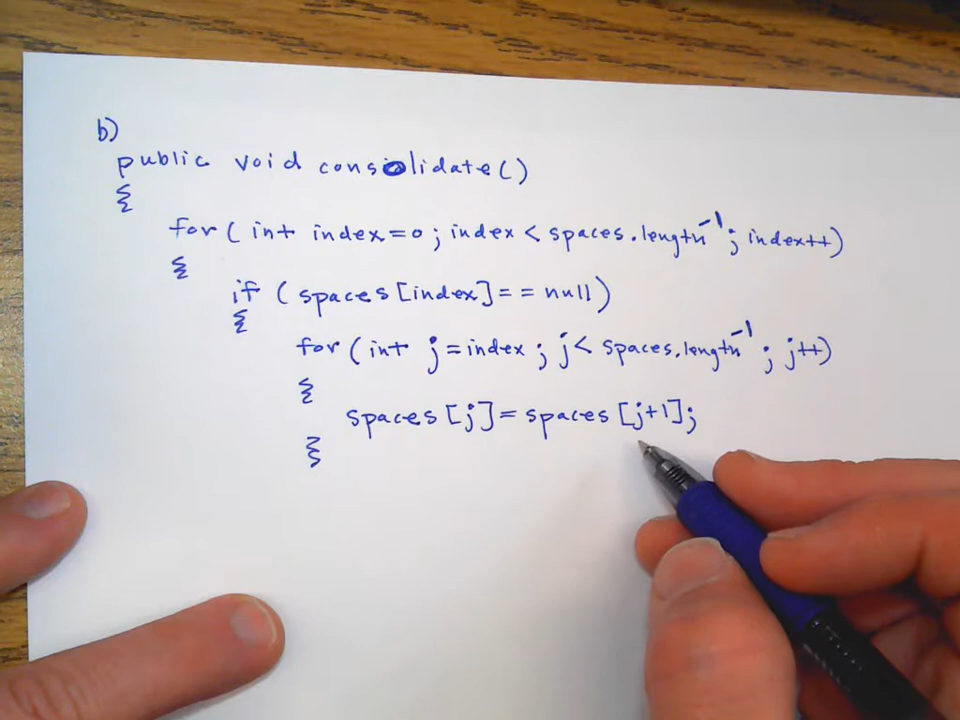 b)
public void consolidate()
{
for(int index=0; index<spaces.length-1; index++)
{
if (spaces[index]==null)
{
for(int j=index; j<spaces.length-1; j++)
{
spaces[j]=spaces[j+1];
}